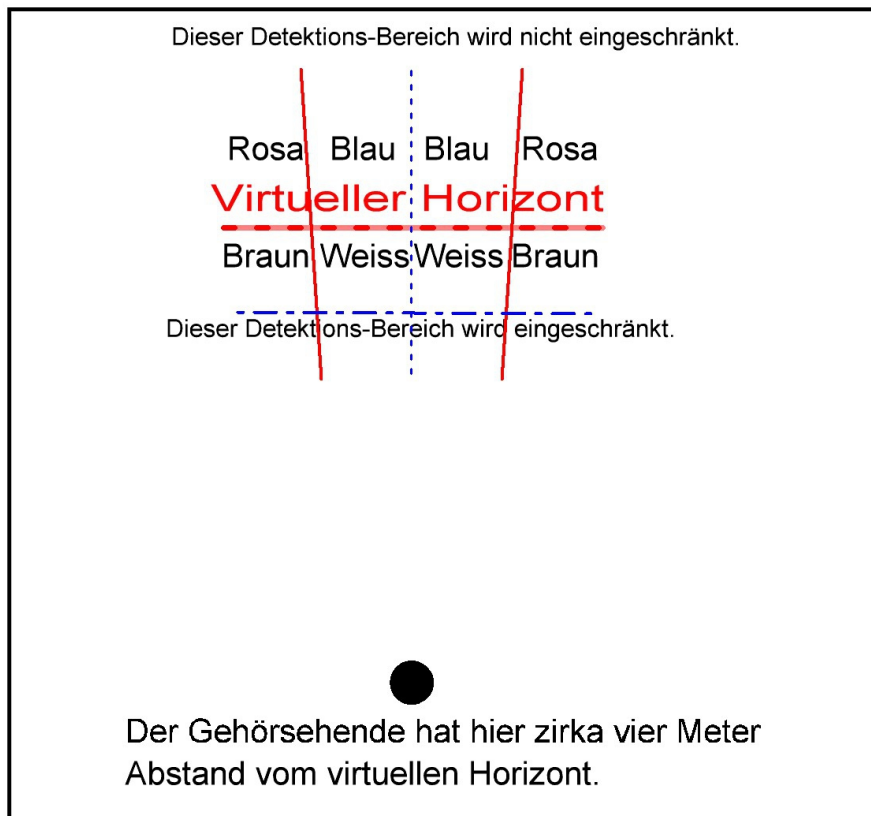 Dieser Detektions-Bereich wird nicht eingeschränkt.
Rosa Blau Blau Rosa
Virtueller Horizont
Braun Weiss Weiss Braun
Dieser Detektions-Bereich wird eingeschränkt.
Der Gehörsehende hat hier zirka vier Meter
Abstand vom virtuellen Horizont.